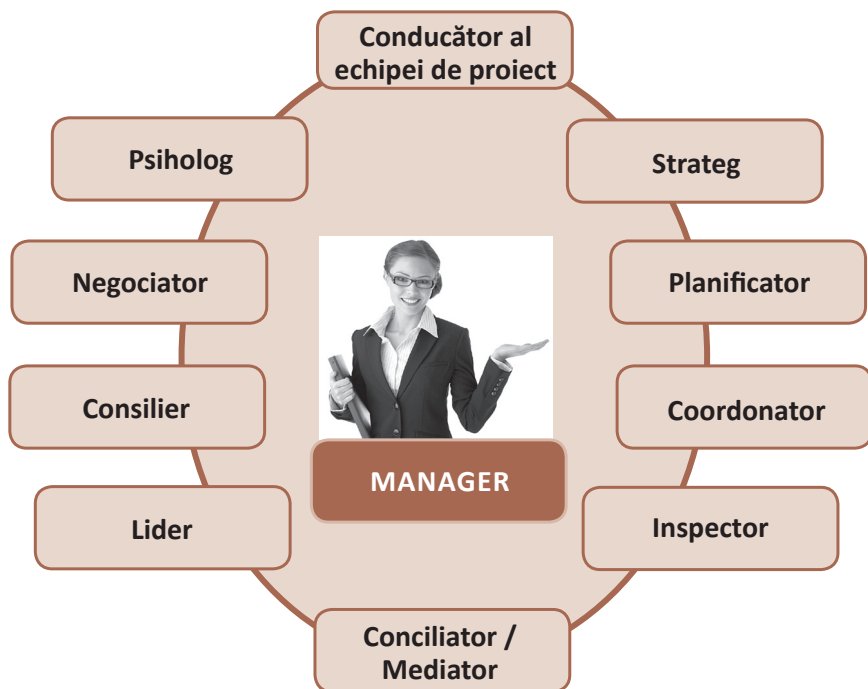 Conducător al
echipei de proiect
Psiholog
Strateg
Negociator
Planificator
Consilier
Coordonator
MANAGER
Lider
Inspector
Conciliator /
Mediator